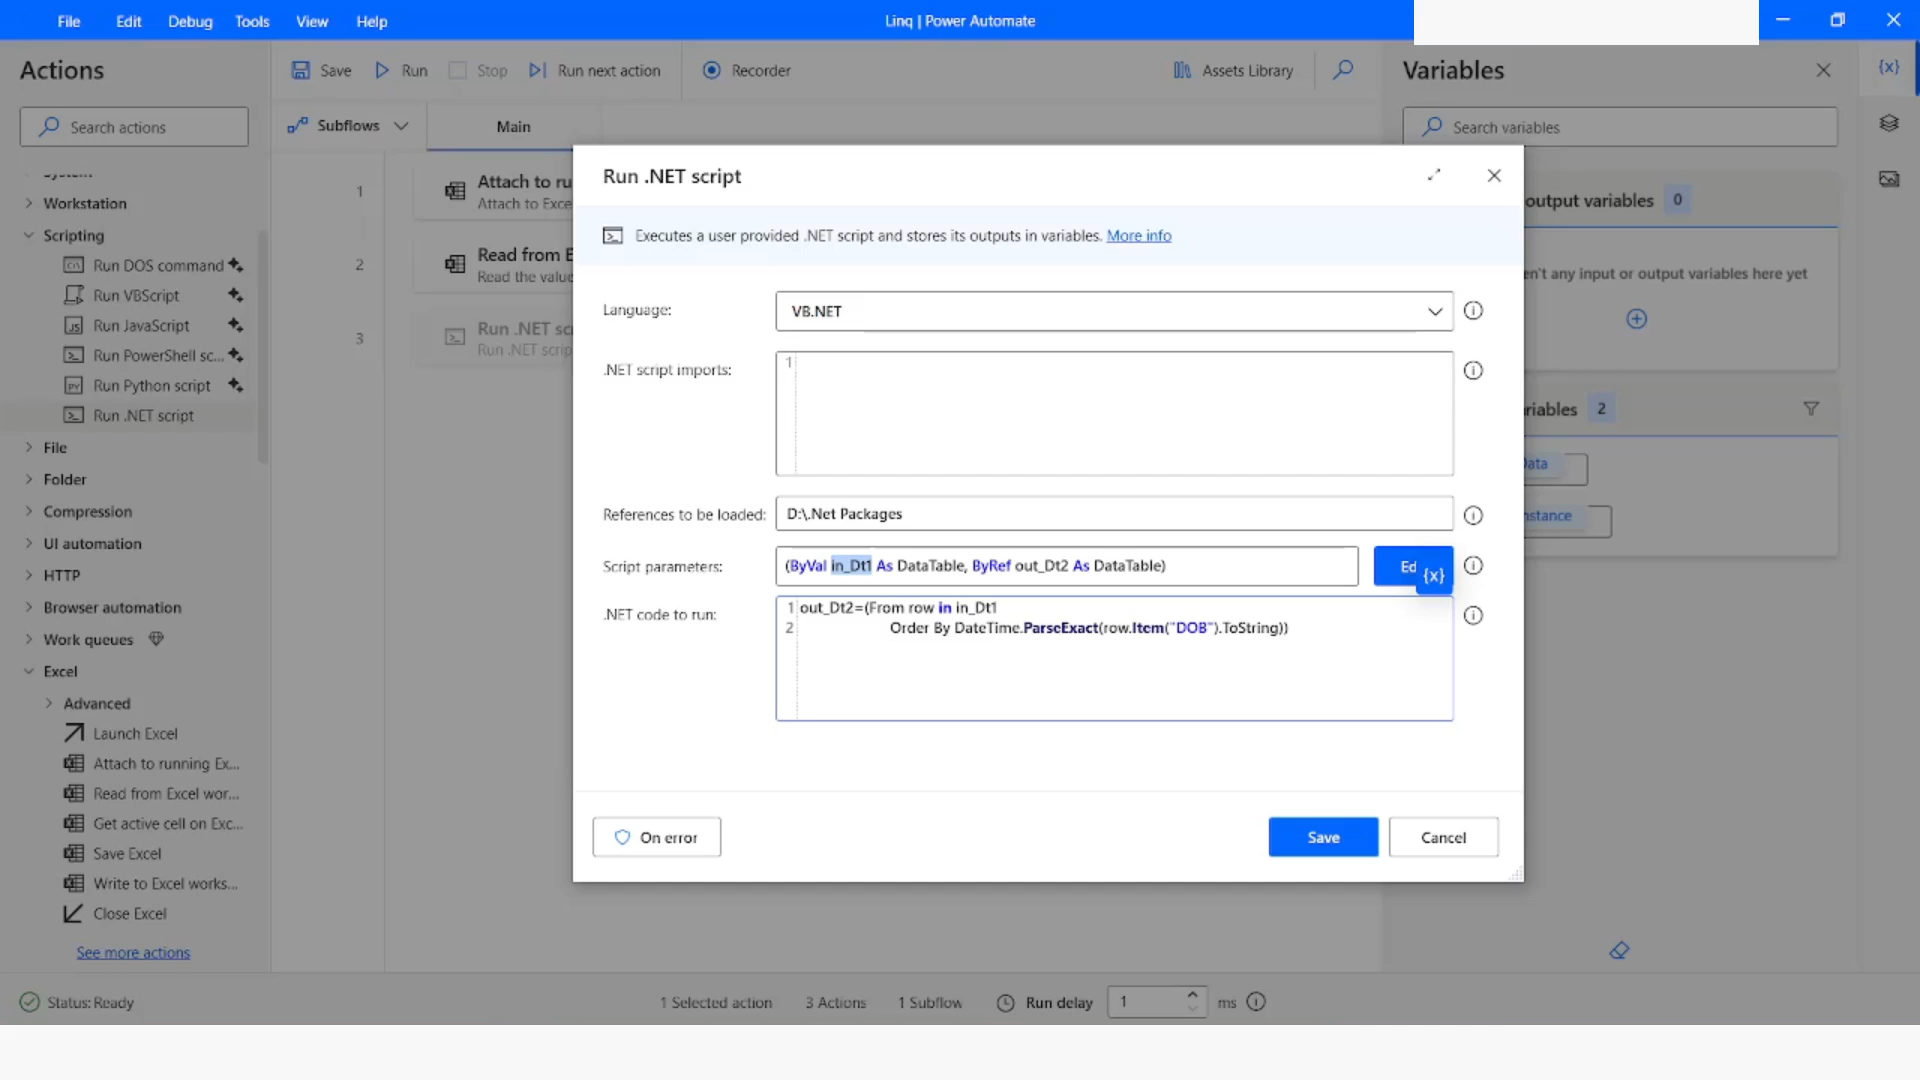 File Edit Debug Tools View Help Linq | Power Automate
Actions
Save Run Stop Run next action Recorder Assets Library
Variables
Search actions
Subflows Main
Search variables
Workstation
Scripting
Run DOS command
Run VBScript
Run JavaScript
Run PowerShell sc...
Run Python script
Run .NET script
File
Folder
Compression
UI automation
HTTP
Browser automation
Work queues
Excel
Advanced
Launch Excel
Attach to running Ex...
Read from Excel wor...
Get active cell on Exc...
Save Excel
Write to Excel works...
Close Excel
See more actions
1 Attach to ru
Attach to Exce
2 Read from E
Read the value
3 Run .NET sc
Run .NET scrip
Run .NET script
Executes a user provided .NET script and stores its outputs in variables. More info
Language: VB.NET
.NET script imports: 1
References to be loaded: D:\.Net Packages
Script parameters: (ByVal in_Dt1 As DataTable, ByRef out_Dt2 As DataTable) Ed {x}
.NET code to run: 1 out_Dt2=(From row in in_Dt1
2 Order By DateTime.ParseExact(row.Item("DOB").ToString))
On error Save Cancel
output variables 0
en't any input or output variables here yet
riables 2
Data
nstance
{x}
Status: Ready 1 Selected action 3 Actions 1 Subflow Run delay 1 ms